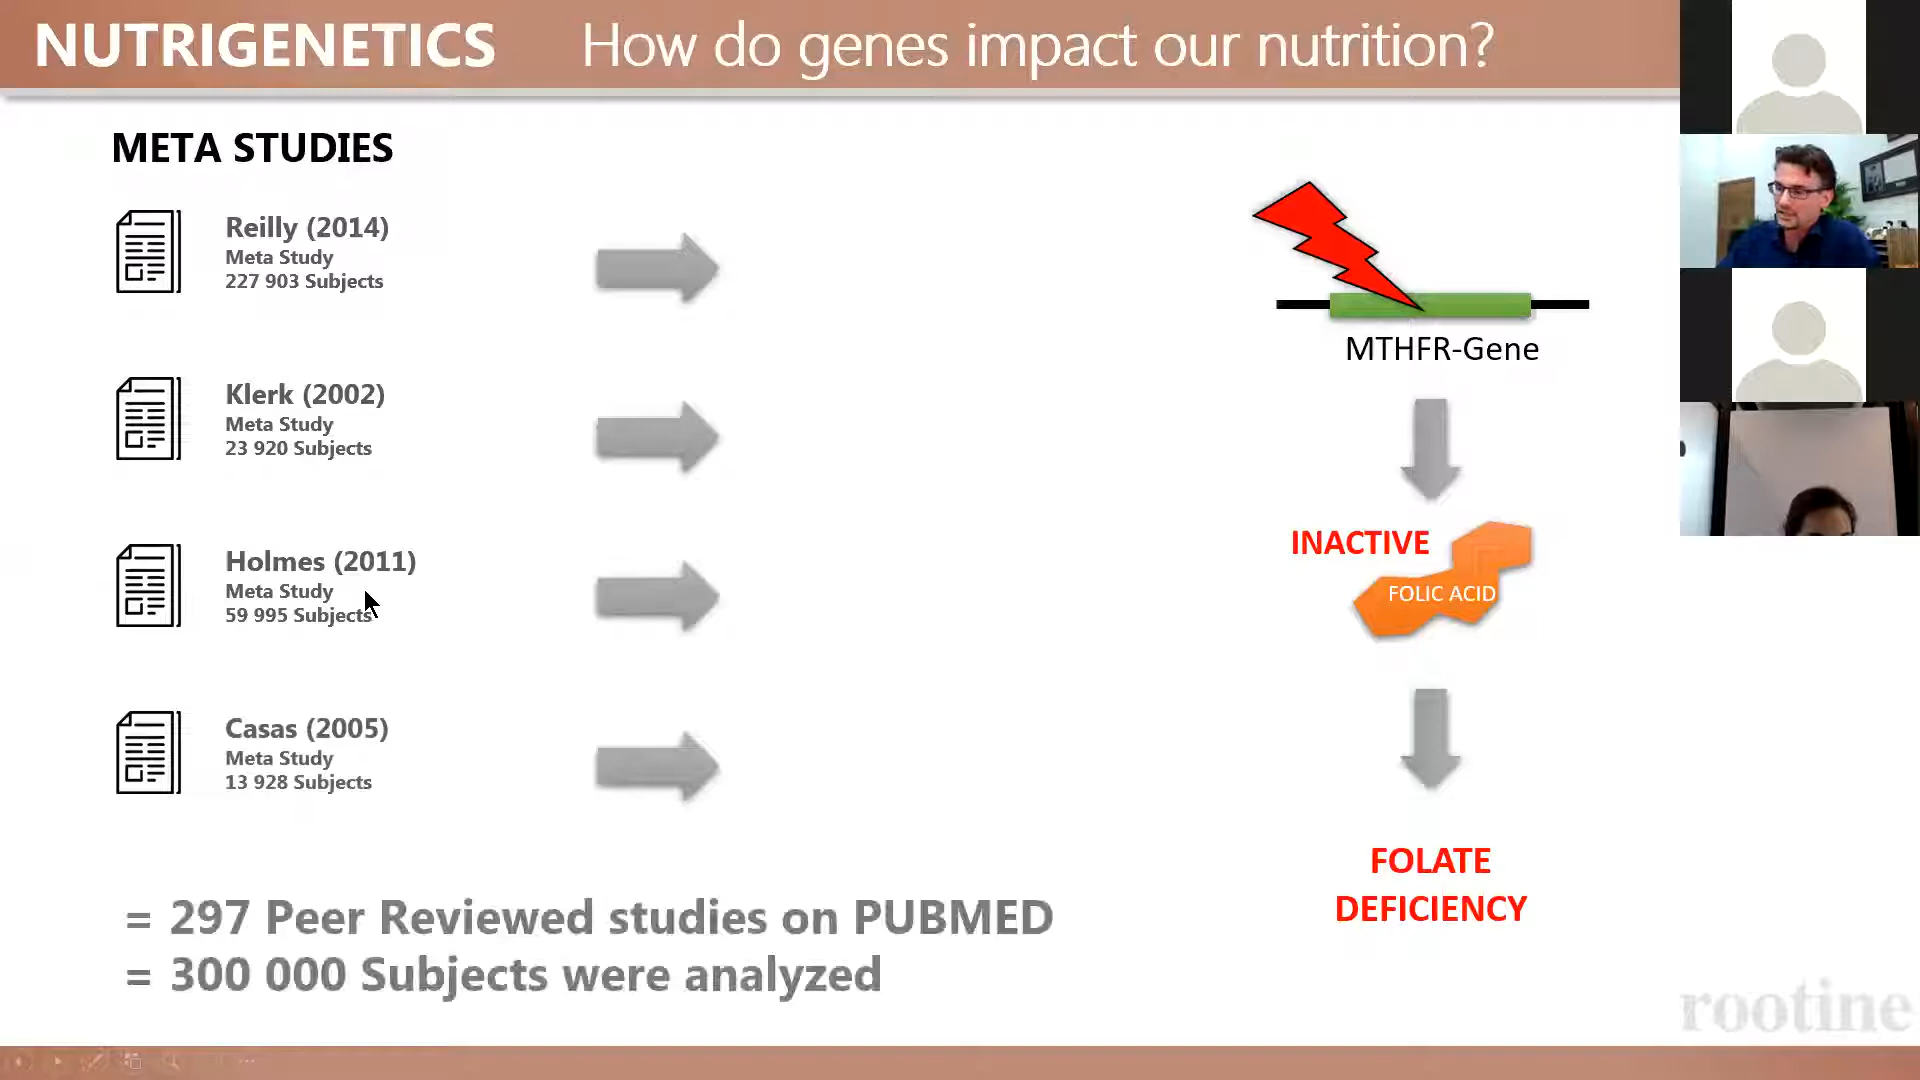 NUTRIGENETICS How do genes impact our nutrition?
META STUDIES
Reilly (2014)
Meta Study
227 903 Subjects
Klerk (2002)
Meta Study
23 920 Subjects
Holmes (2011)
Meta Study
59 995 Subjects
Casas (2005)
Meta Study
13 928 Subjects
= 297 Peer Reviewed studies on PUBMED
= 300 000 Subjects were analyzed
MTHFR-Gene
INACTIVE
FOLIC ACID
FOLATE
DEFICIENCY
rootine